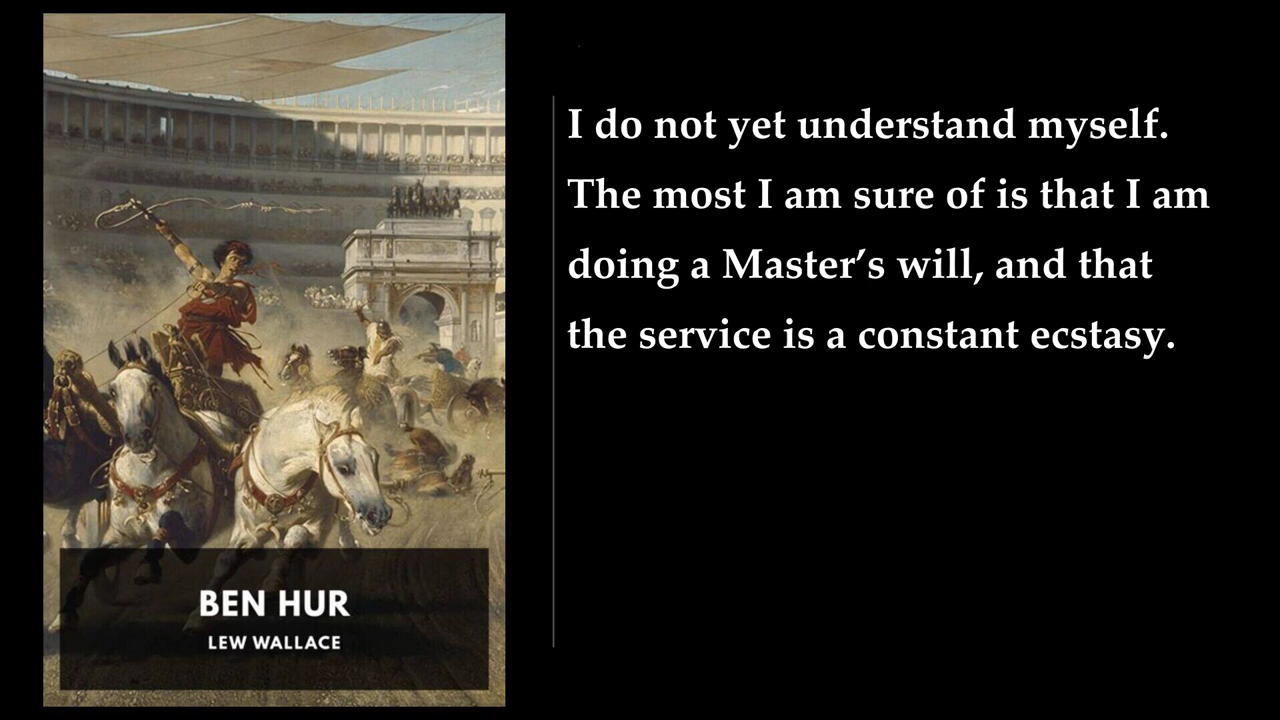 BEN HUR
LEW WALLACE
I do not yet understand myself.
The most I am sure of is that I am
doing a Master’s will, and that
the service is a constant ecstasy.